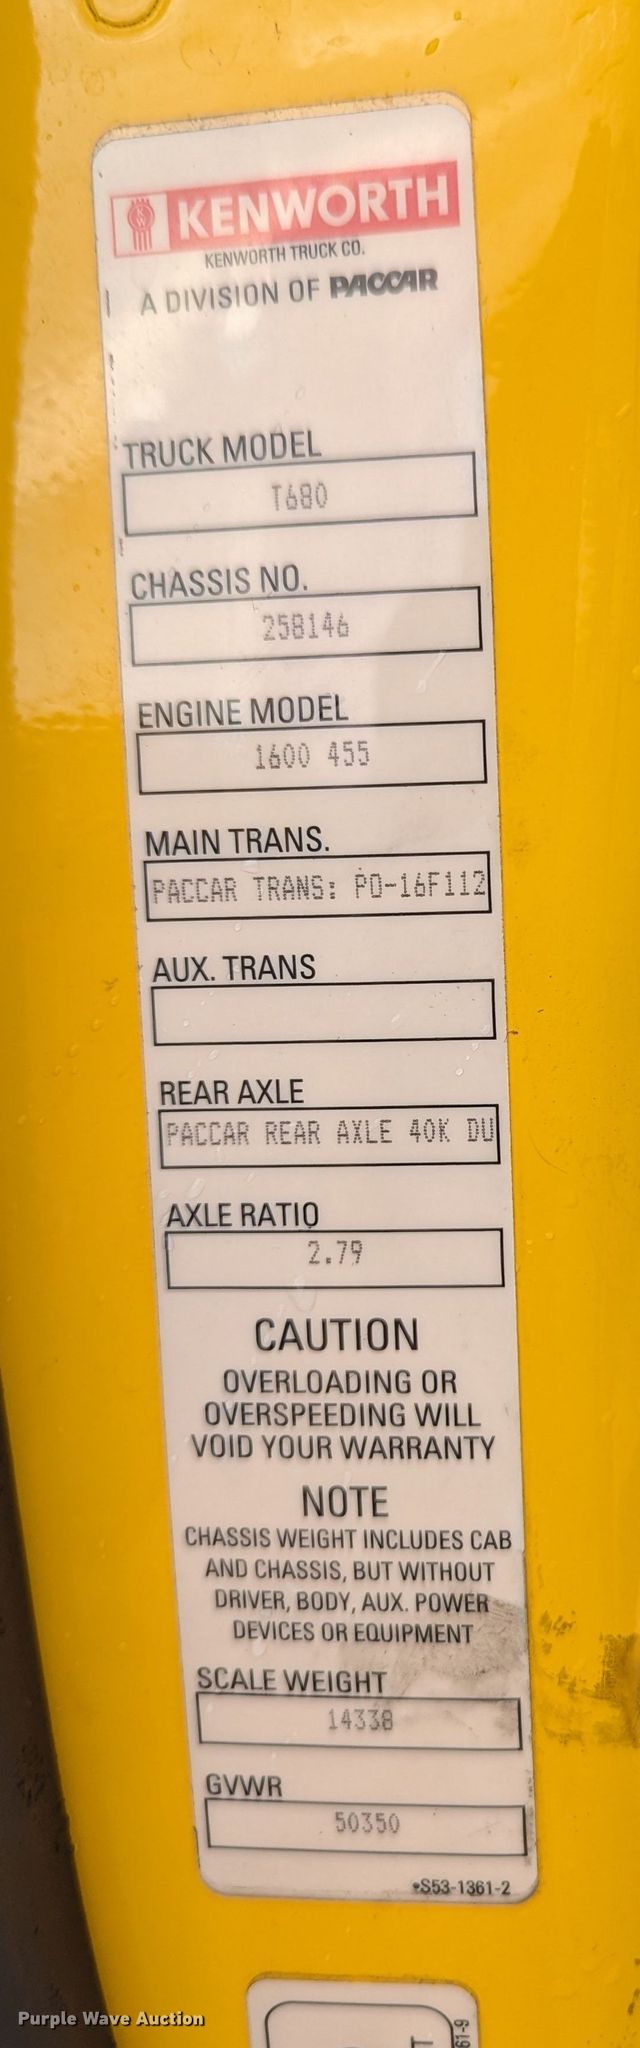 KENWORTH
KENWORTH TRUCK CO.
A DIVISION OF PACCAR
TRUCK MODEL
T680
CHASSIS NO.
258146
ENGINE MODEL
1600 455
MAIN TRANS.
PACCAR TRANS: PO-16F112
AUX. TRANS
REAR AXLE
PACCAR REAR AXLE 40K DU
AXLE RATIO
2.79
CAUTION
OVERLOADING OR
OVERSPEEDING WILL
VOID YOUR WARRANTY
NOTE
CHASSIS WEIGHT INCLUDES CAB
AND CHASSIS, BUT WITHOUT
DRIVER, BODY, AUX. POWER
DEVICES OR EQUIPMENT
SCALE WEIGHT
14338
GVWR
50350
•S53-1361-2
61-9
Purple Wave Auction